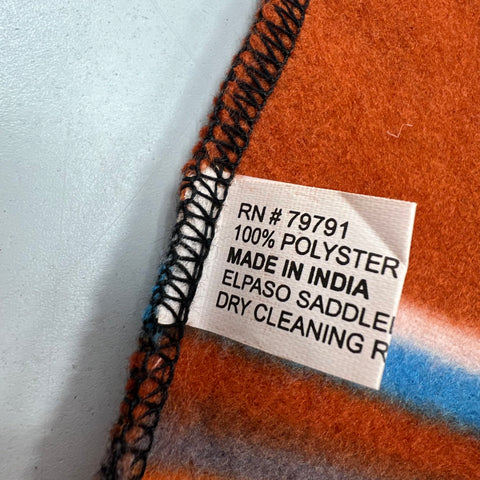 RN # 79791
100% POLYSTER
MADE IN INDIA
ELPASO SADDLE
DRY CLEANING R